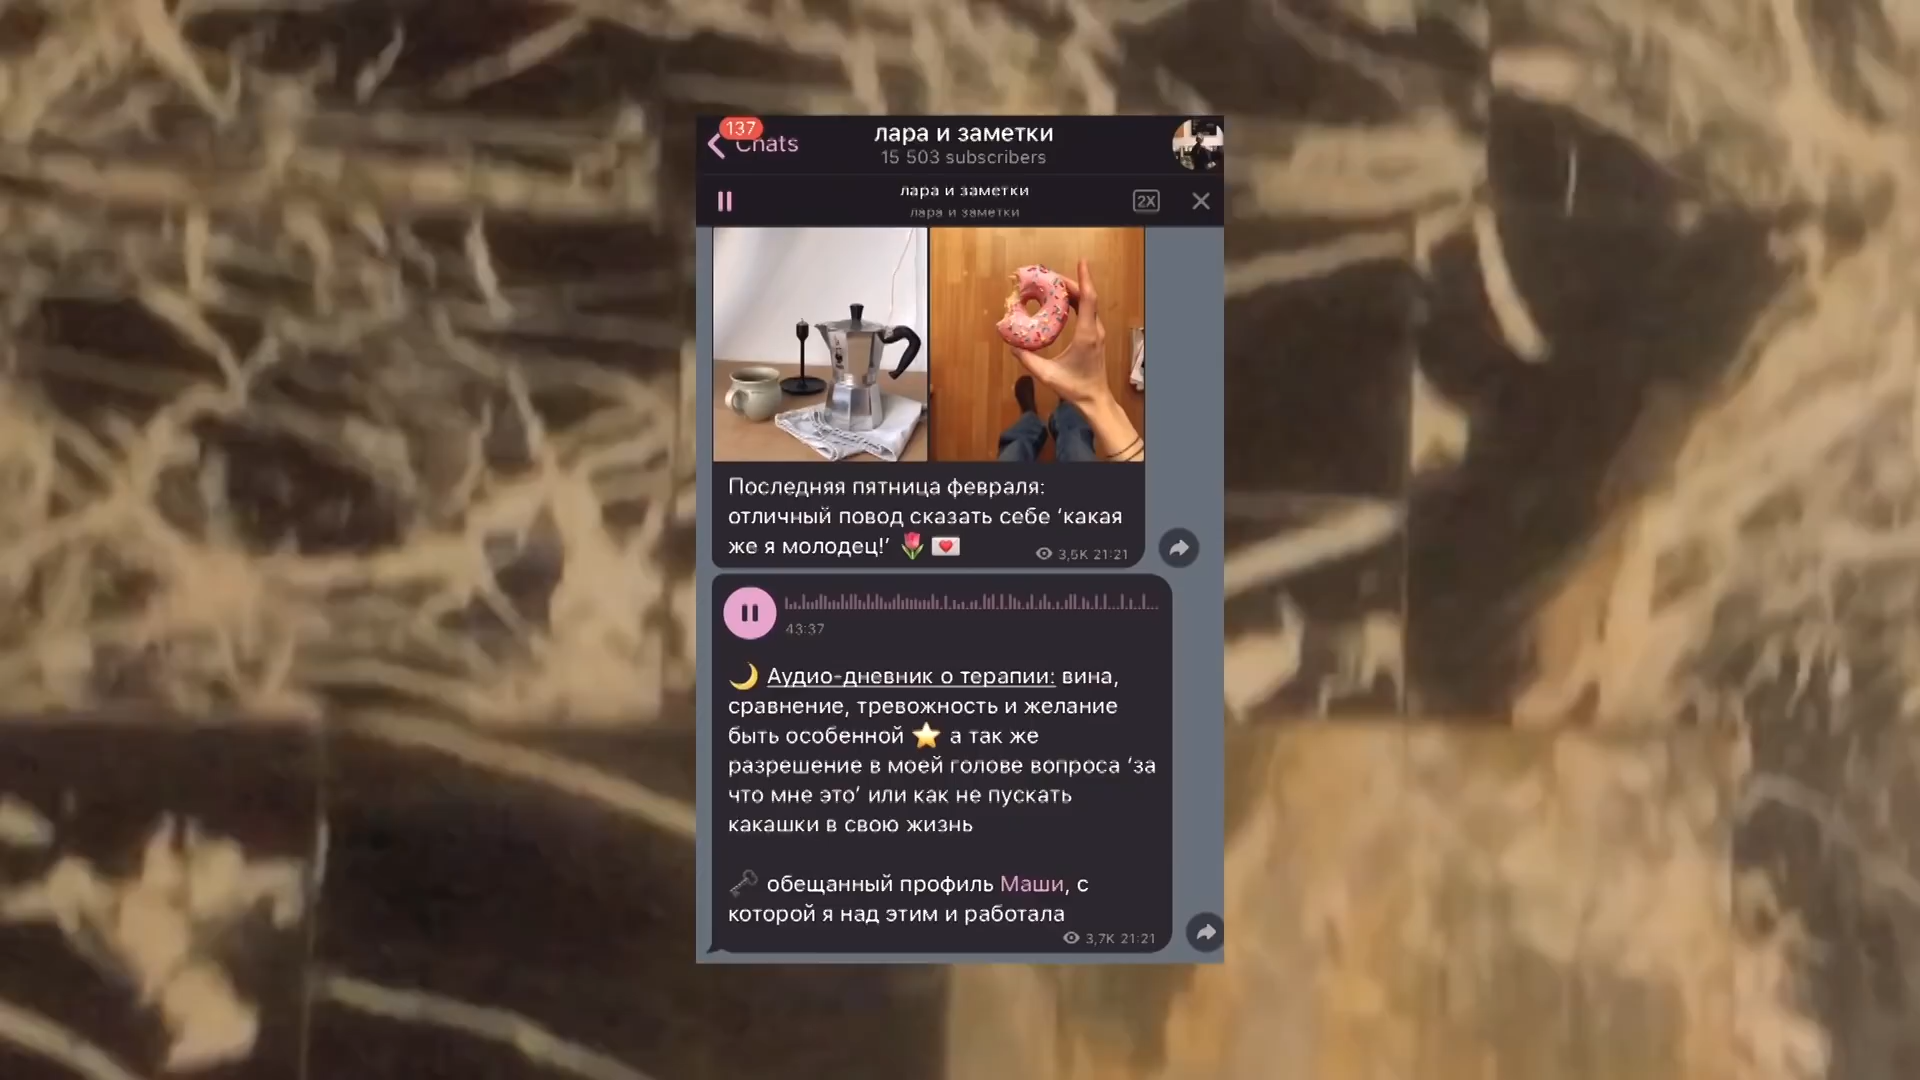 137
Chats
лара и заметки
15 503 subscribers
лара и заметки
лара и заметки
2X
Последняя пятница февраля:
отличный повод сказать себе ‘какая
же я молодец!’ 🌷 💌
3,5K 21:21
43:37
🌙 Аудио-дневник о терапии: вина,
сравнение, тревожность и желание
быть особенной ⭐ а так же
разрешение в моей голове вопроса ‘за
что мне это’ или как не пускать
какашки в свою жизнь
🗝 обещанный профиль Маши, с
которой я над этим и работала
3,7K 21:21